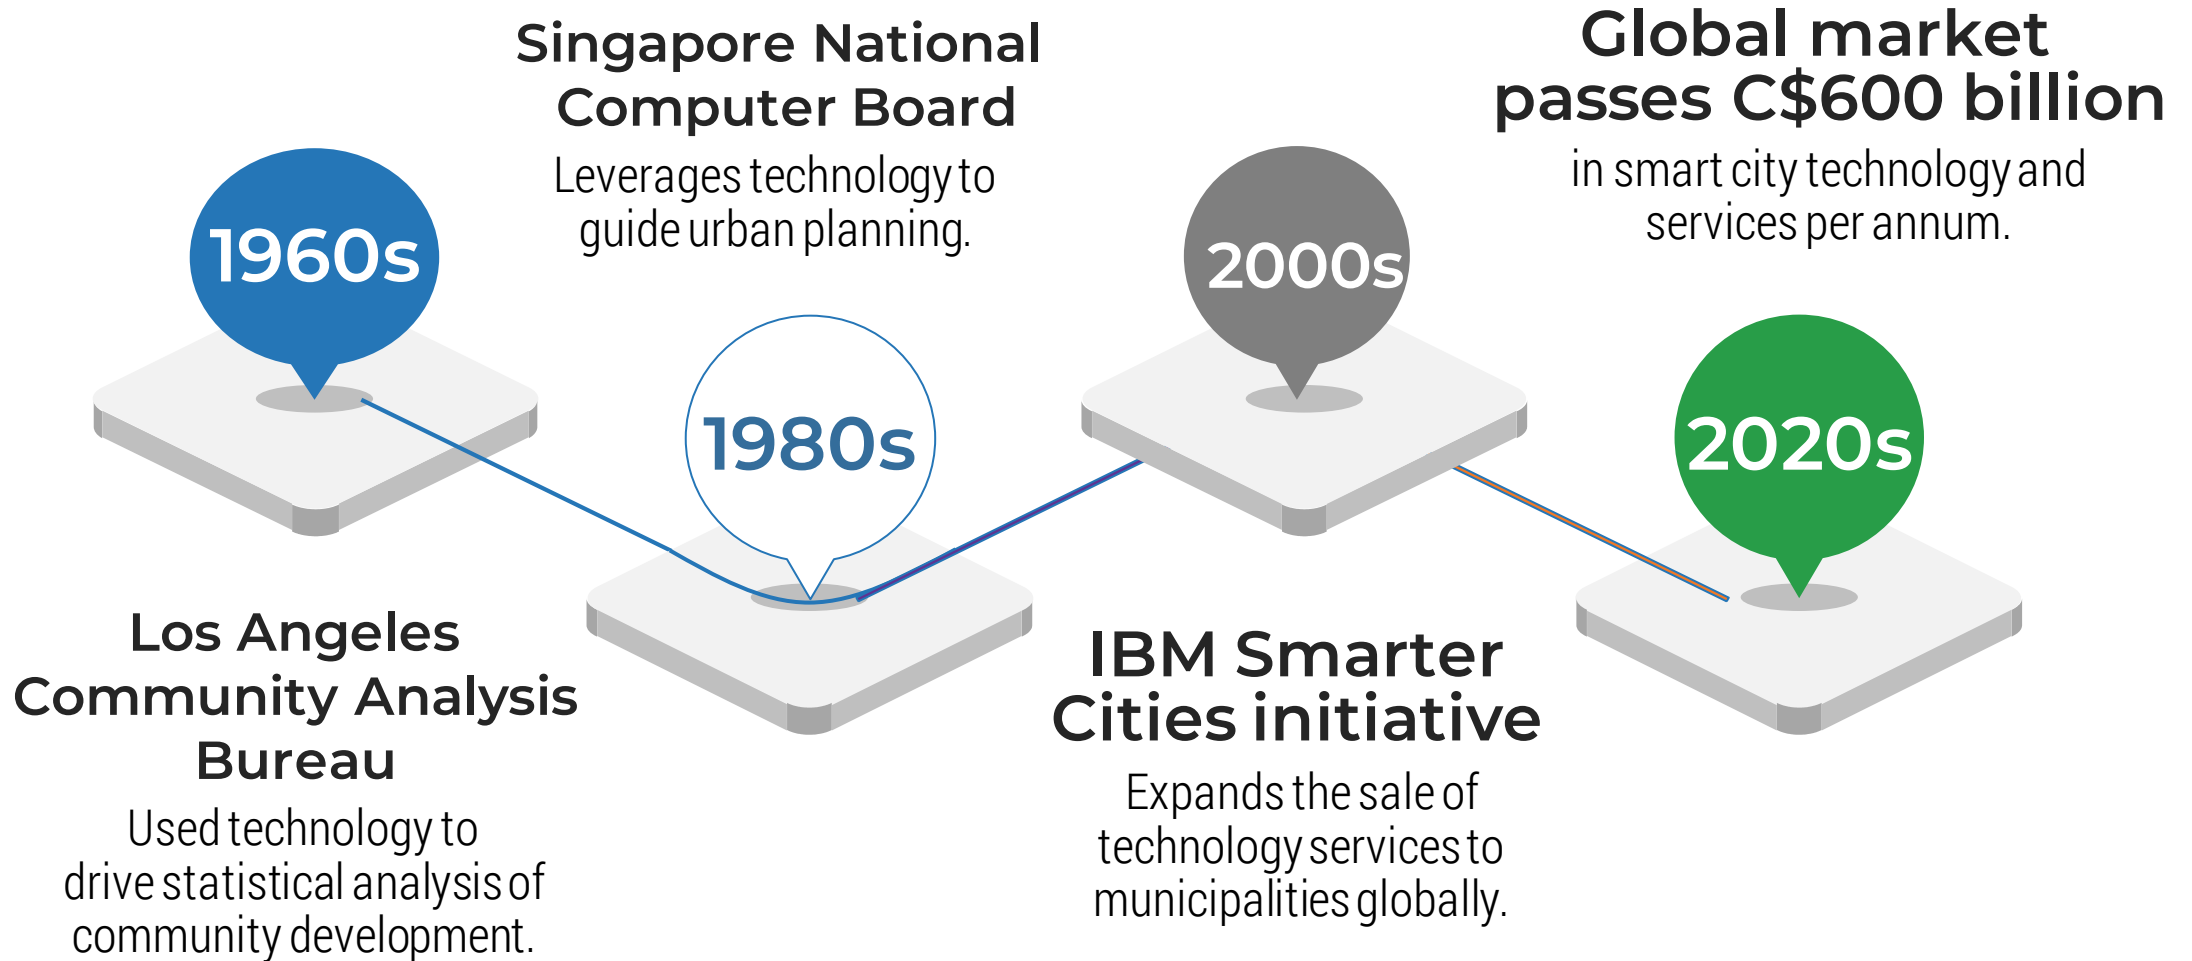 1960s
Los Angeles
Community Analysis
Bureau
Used technology to
drive statistical analysis of
community development.
Singapore National
Computer Board
Leverages technology to
guide urban planning.
1980s
2000s
IBM Smarter
Cities initiative
Expands the sale of
technology services to
municipalities globally.
Global market
passes C$600 billion
in smart city technology and
services per annum.
2020s